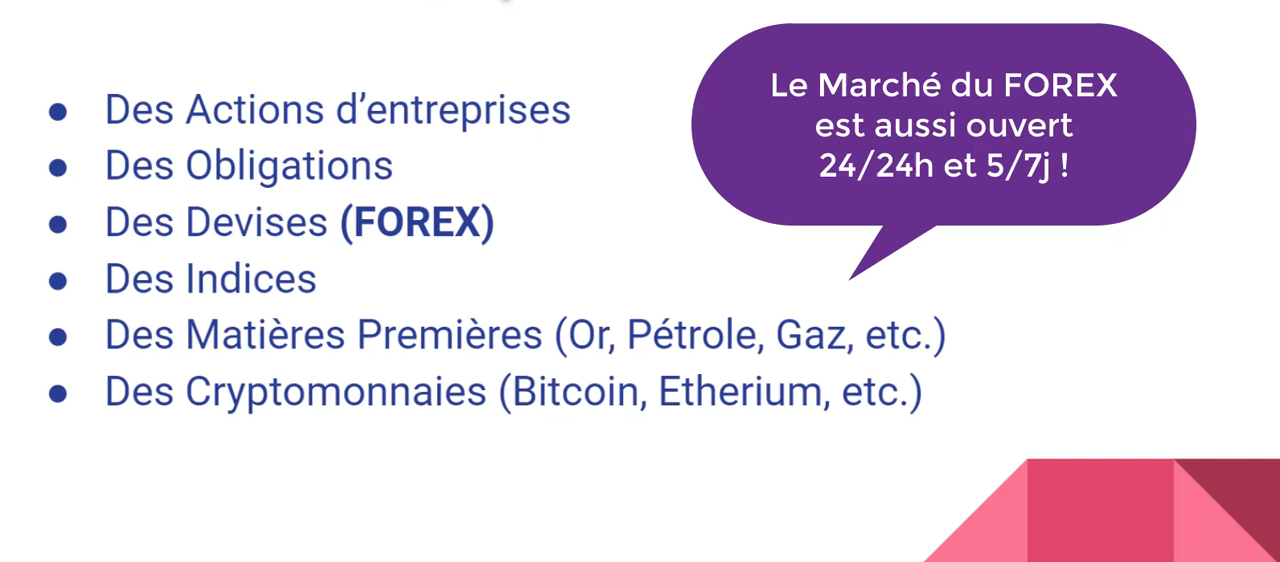 ● Des Actions d’entreprises
● Des Obligations
● Des Devises (FOREX)
● Des Indices
● Des Matières Premières (Or, Pétrole, Gaz, etc.)
● Des Cryptomonnaies (Bitcoin, Etherium, etc.)
Le Marché du FOREX
est aussi ouvert
24/24h et 5/7j !